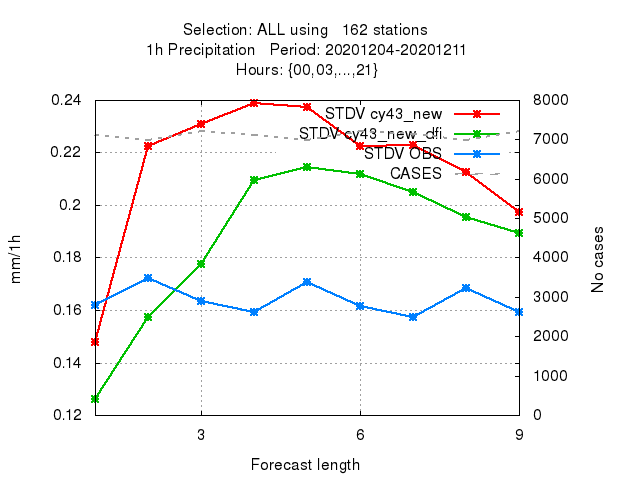 Selection: ALL using   162 stations
1h Precipitation   Period: 20201204-20201211
Hours: {00,03,...,21}
0.24
0.22
0.2
0.18
0.16
0.14
0.12
8000
7000
6000
5000
4000
3000
2000
1000
0
STDV cy43_new
STDV cy43_new_dfi
STDV OBS
CASES
mm/1h
No cases
3
6
9
Forecast length